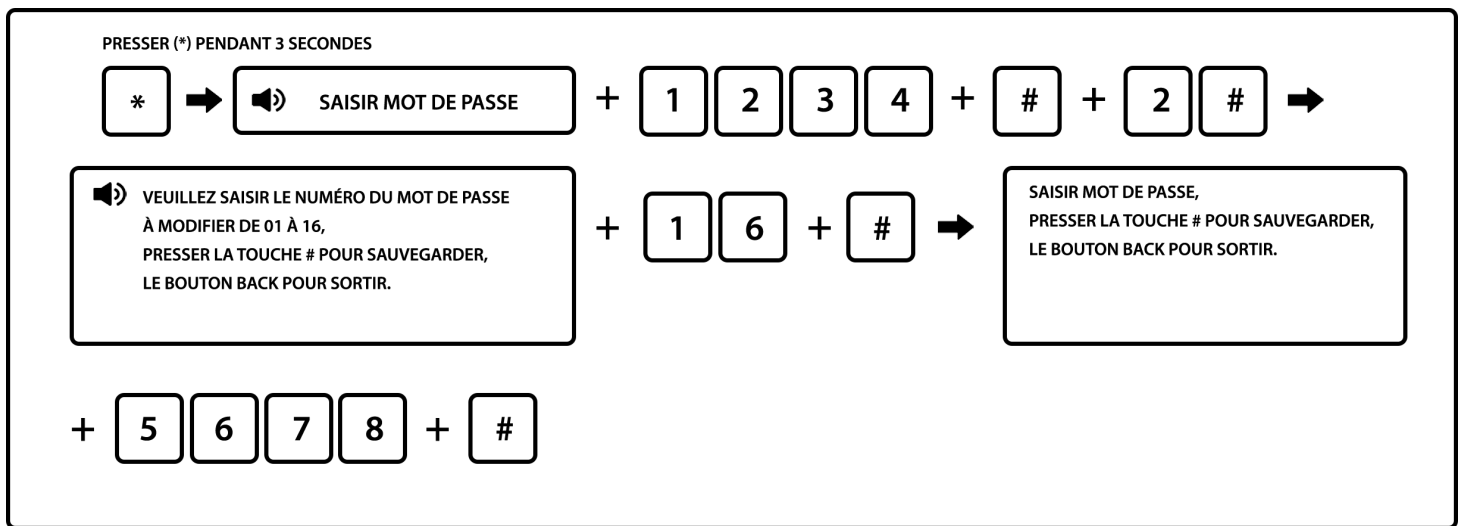 PRESSER (*) PENDANT 3 SECONDES
* SAISIR MOT DE PASSE + 1 2 3 4 + # + 2 #
VEUILLEZ SAISIR LE NUMÉRO DU MOT DE PASSE
À MODIFIER DE 01 À 16,
PRESSER LA TOUCHE # POUR SAUVEGARDER,
LE BOUTON BACK POUR SORTIR.
+ 1 6 + #
SAISIR MOT DE PASSE,
PRESSER LA TOUCHE # POUR SAUVEGARDER,
LE BOUTON BACK POUR SORTIR.
+ 5 6 7 8 + #